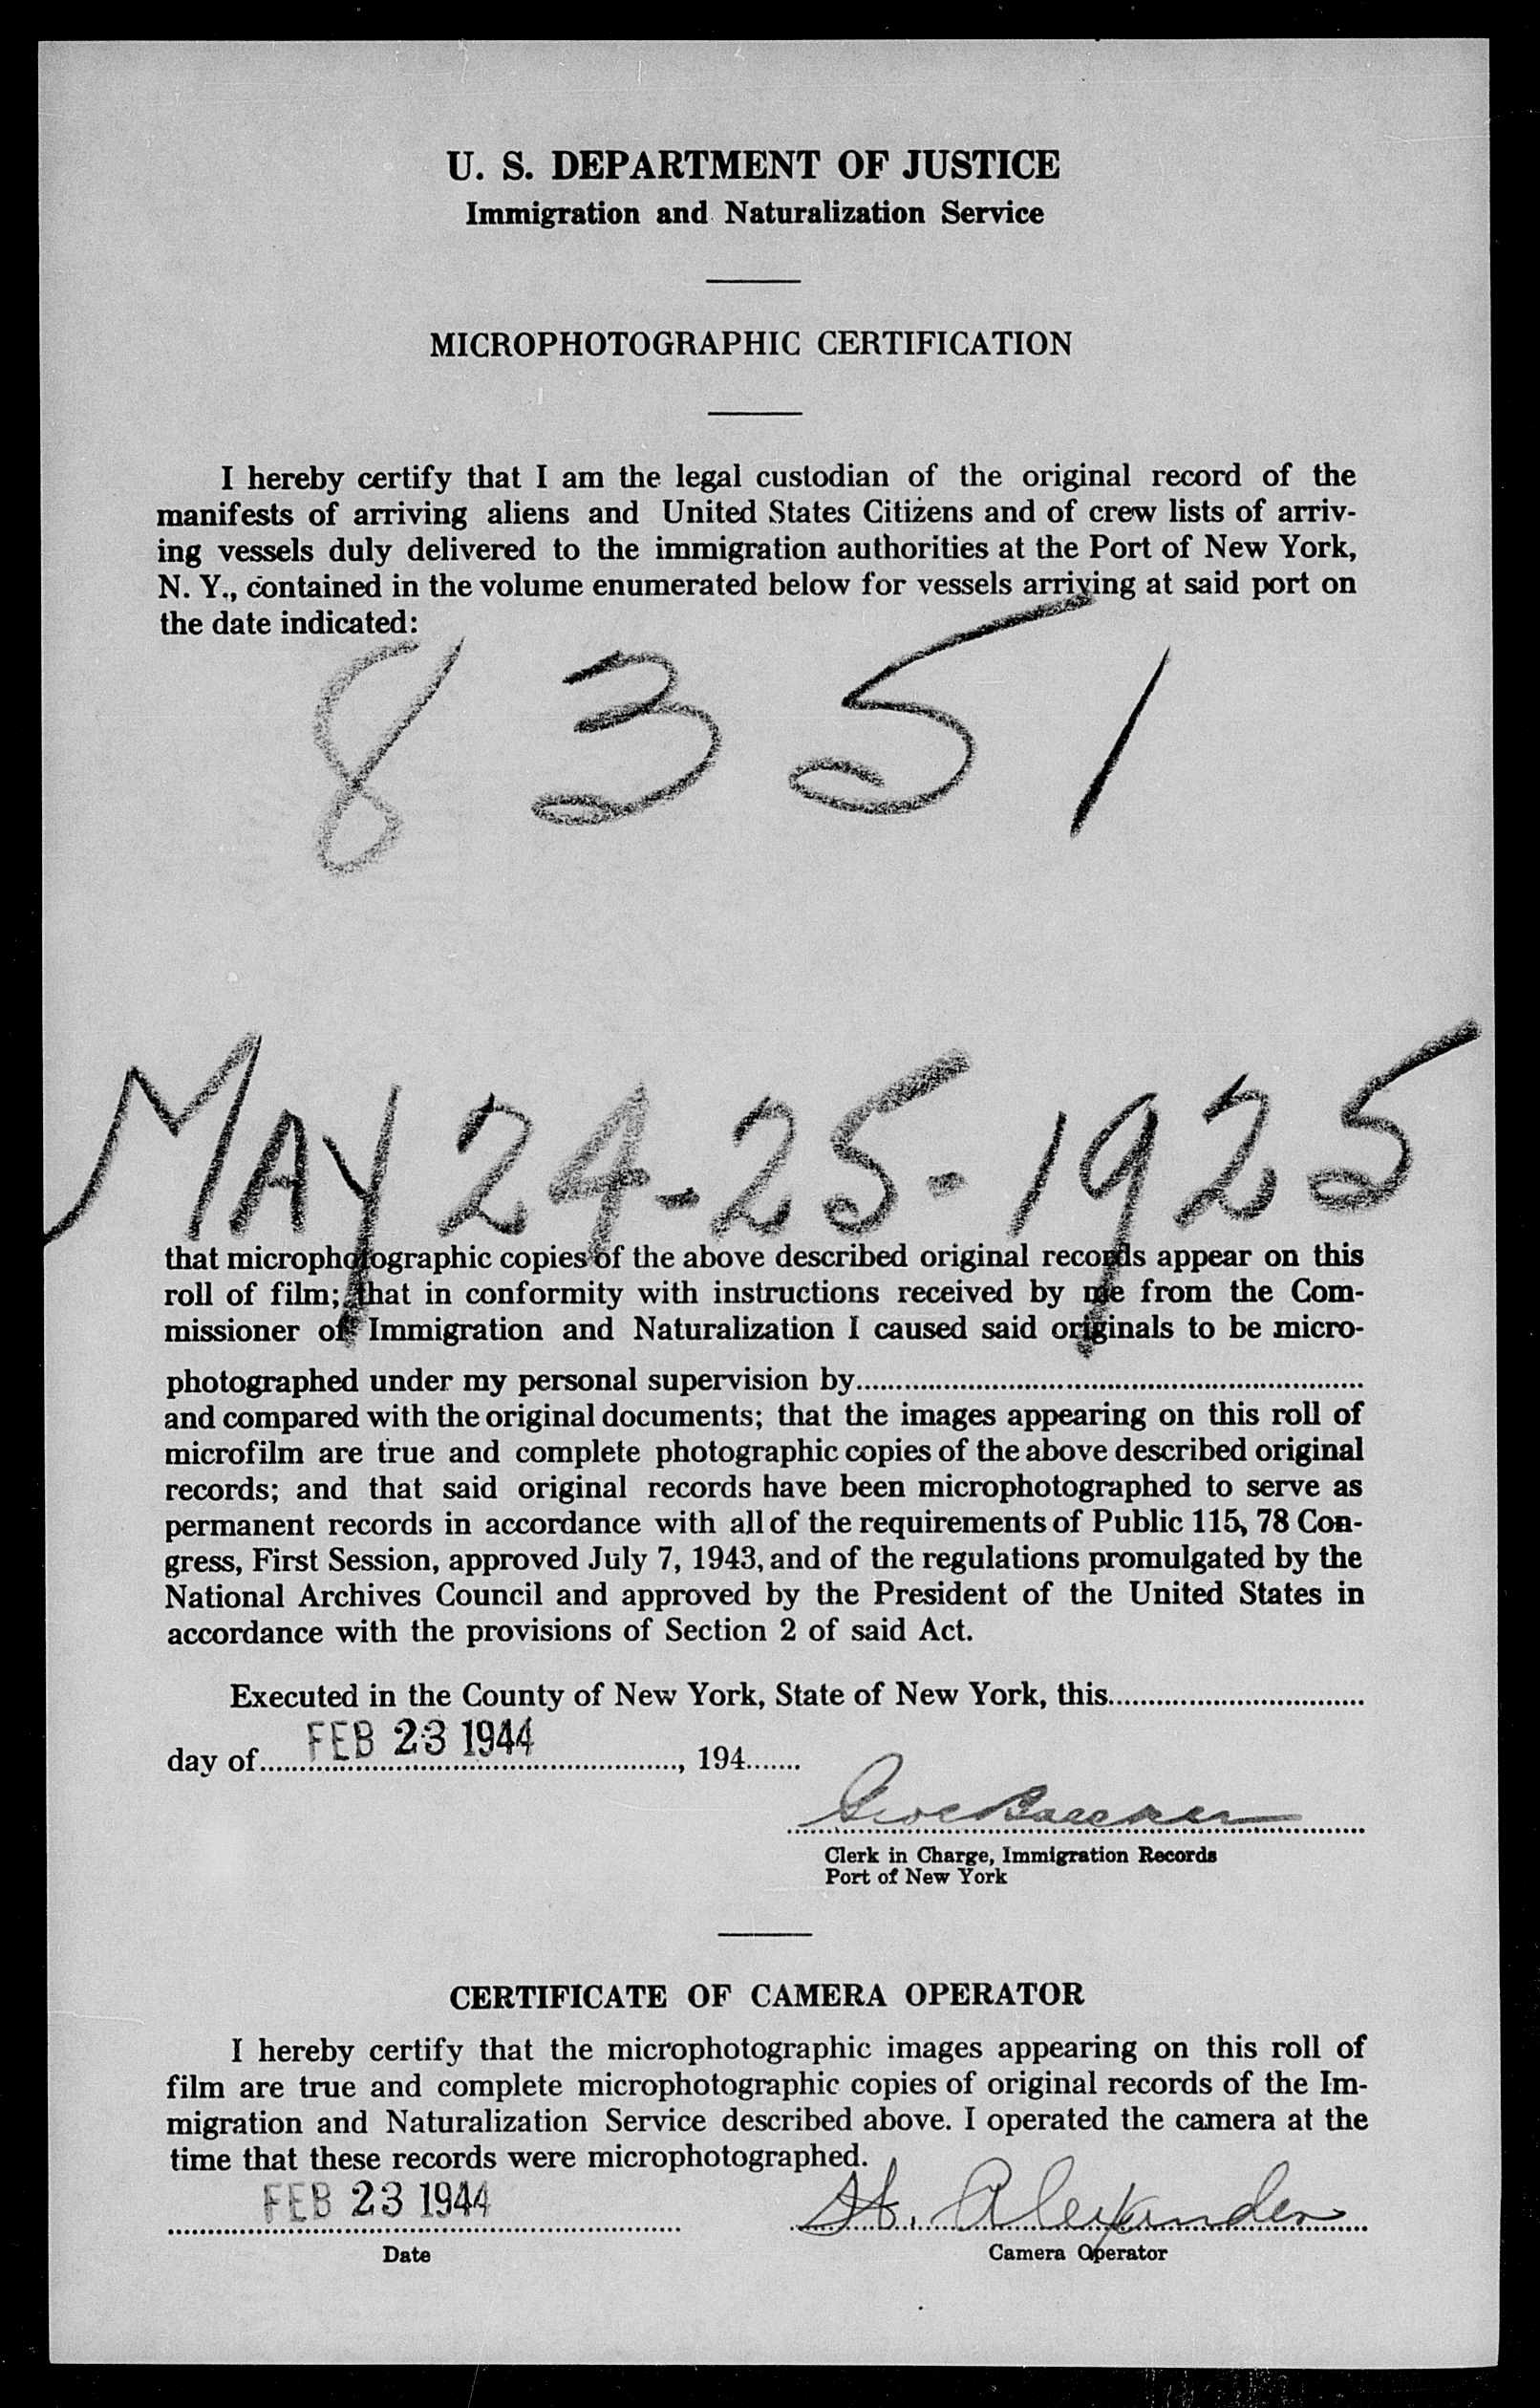 U. S. DEPARTMENT OF JUSTICE
Immigration and Naturalization Service
MICROPHOTOGRAPHIC CERTIFICATION
I hereby certify that I am the legal custodian of the original record of the
manifests of arriving aliens and United States Citizens and of crew lists of arriv-
ing vessels duly delivered to the immigration authorities at the Port of New York,
N. Y., contained in the volume enumerated below for vessels arriving at said port on
the date indicated:
8351
MAY 24-25-1925
that microphotographic copies of the above described original records appear on this
roll of film; that in conformity with instructions received by me from the Com-
missioner of Immigration and Naturalization I caused said originals to be micro-
photographed under my personal supervision by
and compared with the original documents; that the images appearing on this roll of
microfilm are true and complete photographic copies of the above described original
records; and that said original records have been microphotographed to serve as
permanent records in accordance with all of the requirements of Public 115, 78 Con-
gress, First Session, approved July 7, 1943, and of the regulations promulgated by the
National Archives Council and approved by the President of the United States in
accordance with the provisions of Section 2 of said Act.
Executed in the County of New York, State of New York, this
day of FEB 23 1944, 194
Clerk in Charge, Immigration Records
Port of New York
CERTIFICATE OF CAMERA OPERATOR
I hereby certify that the microphotographic images appearing on this roll of
film are true and complete microphotographic copies of original records of the Im-
migration and Naturalization Service described above. I operated the camera at the
time that these records were microphotographed.
FEB 23 1944 Alexander
Date Camera Operator